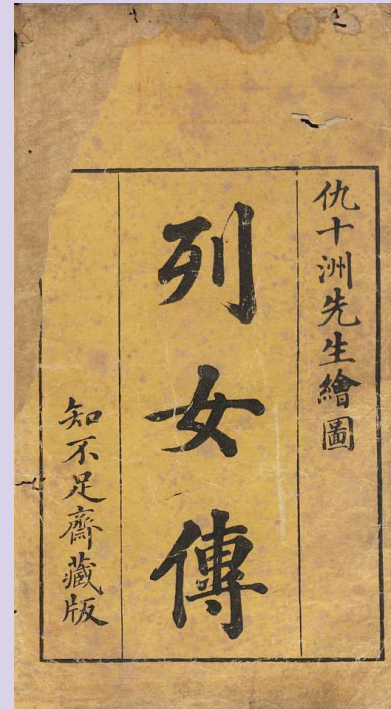 仇十洲先生繪圖
列女傳
知不足齋藏版